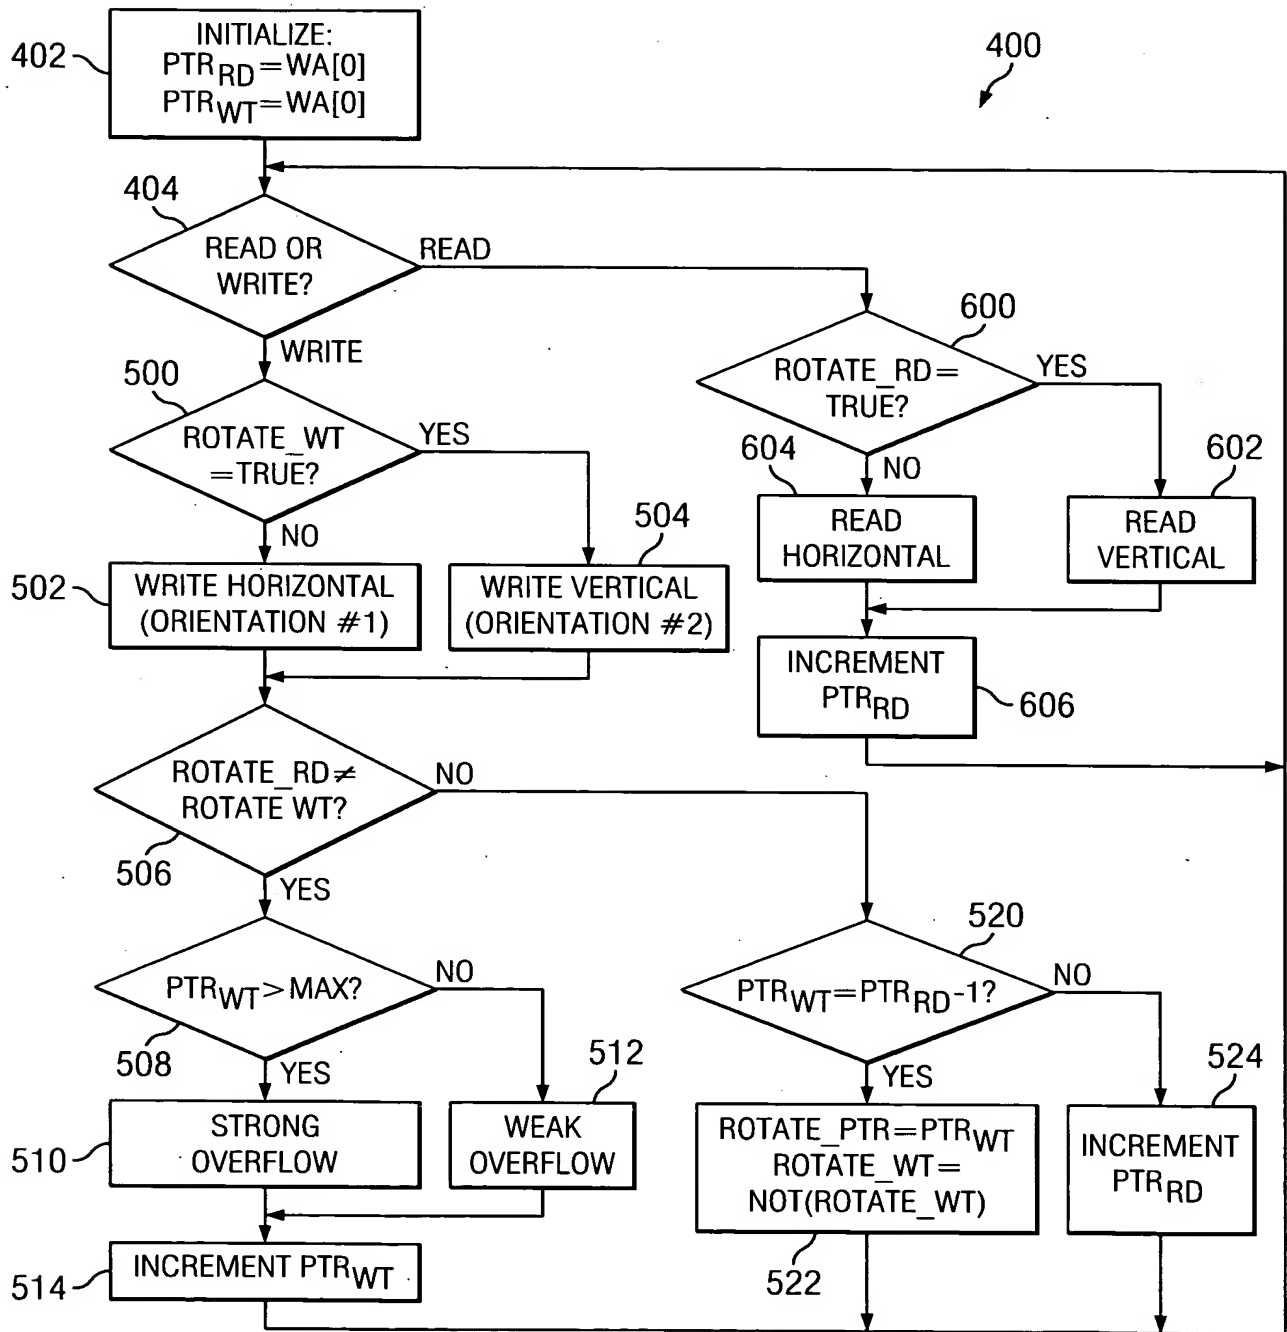 INITIALIZE:
PTRRD=WA[0]
PTRWT=WA[0]
402
400
404
READ OR
WRITE?
READ
WRITE
600
ROTATE_RD=
TRUE?
YES
NO
500
ROTATE_WT
=TRUE?
YES
NO
604
READ
HORIZONTAL
602
READ
VERTICAL
502
WRITE HORIZONTAL
(ORIENTATION #1)
504
WRITE VERTICAL
(ORIENTATION #2)
INCREMENT
PTRRD
606
ROTATE_RD≠
ROTATE WT?
NO
506
YES
520
PTRWT>MAX?
NO
508
YES
PTRWT=PTRRD-1?
NO
YES
510
STRONG
OVERFLOW
512
WEAK
OVERFLOW
ROTATE_PTR=PTRWT
ROTATE_WT=
NOT(ROTATE_WT)
522
524
INCREMENT
PTRRD
514
INCREMENT PTRWT